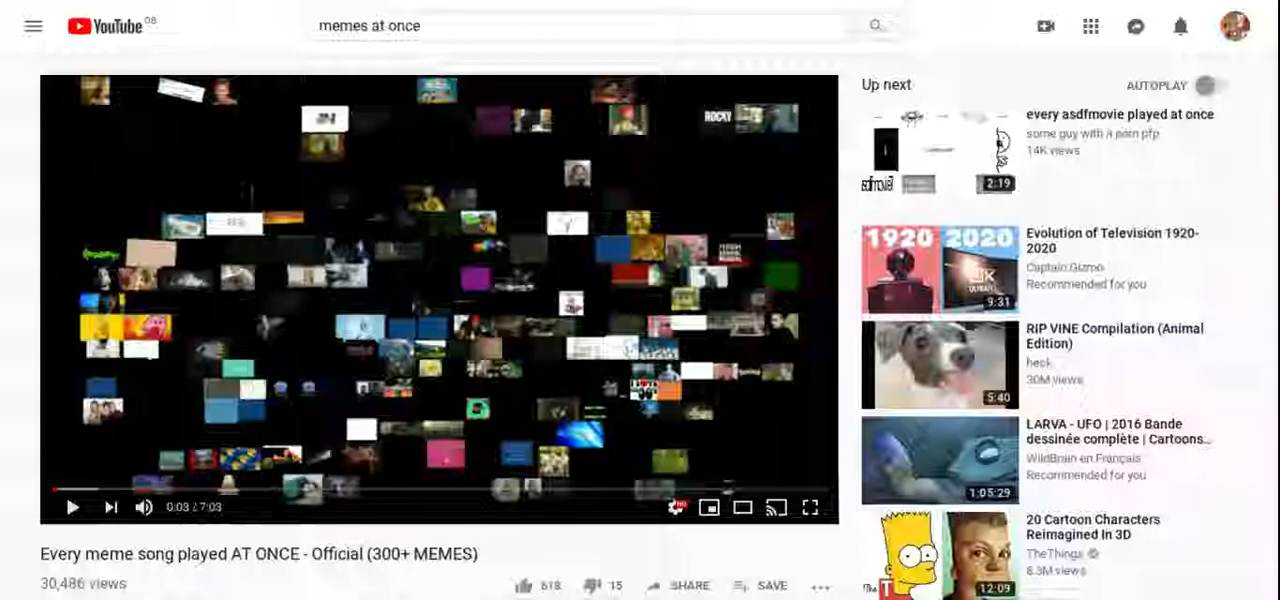 YouTube GB
memes at once
Up next
AUTOPLAY
every asdfmovie played at once
some guy with a porn pfp
14K views
2:19
ROCKY
1920 2020
Evolution of Television 1920-
2020
Captain Gizmo
Recommended for you
9:31
RIP VINE Compilation (Animal
Edition)
heck
30M views
5:40
LARVA - UFO | 2016 Bande
dessinée complète | Cartoons...
WildBrain en Français
Recommended for you
1:05:29
20 Cartoon Characters
Reimagined In 3D
TheThings
8.3M views
12:09
0:03 / 7:03
HD
Every meme song played AT ONCE - Official (300+ MEMES)
30,486 views
618
15
SHARE
SAVE